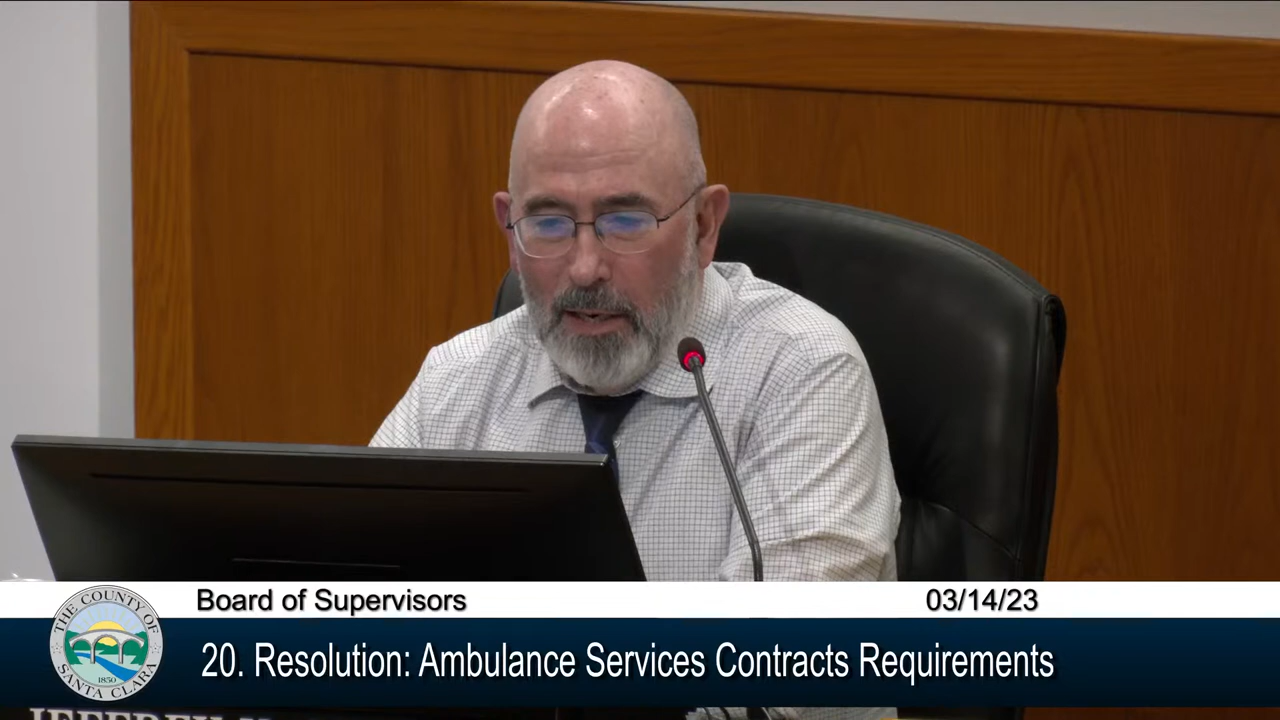 Board of Supervisors
03/14/23
THE COUNTY OF
SANTA CLARA
1850
20. Resolution: Ambulance Services Contracts Requirements